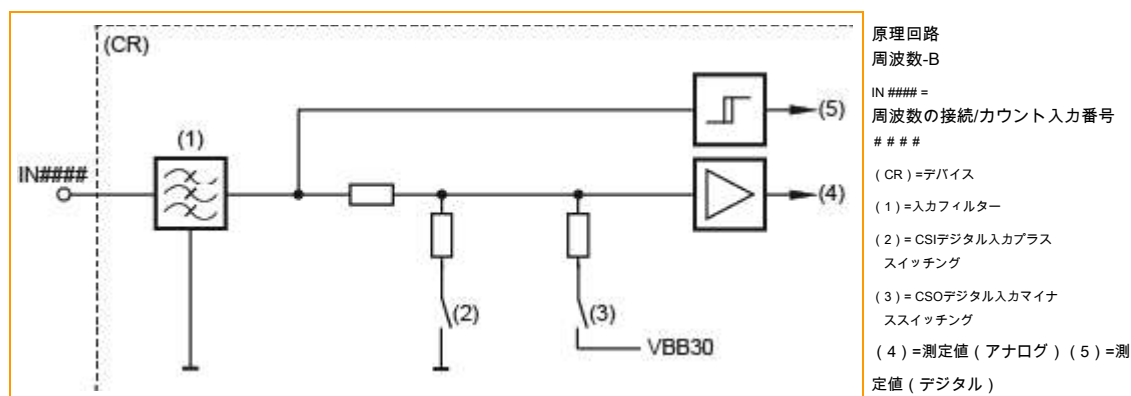 (CR)
(1)
IN####
(5)
(4)
(2)
(3)
VBB30
原理回路
周波数-B
IN #### =
周波数の接続/カウント入力番号
# # # #
( CR ) =デバイス
( 1 ) =入力フィルター
( 2 ) = CSIデジタル入力プラス
スイッチング
( 3 ) = CSOデジタル入力マイナ
ススイッチング
( 4 ) =測定値 ( アナログ ) ( 5 ) =測
定値 ( デジタル )